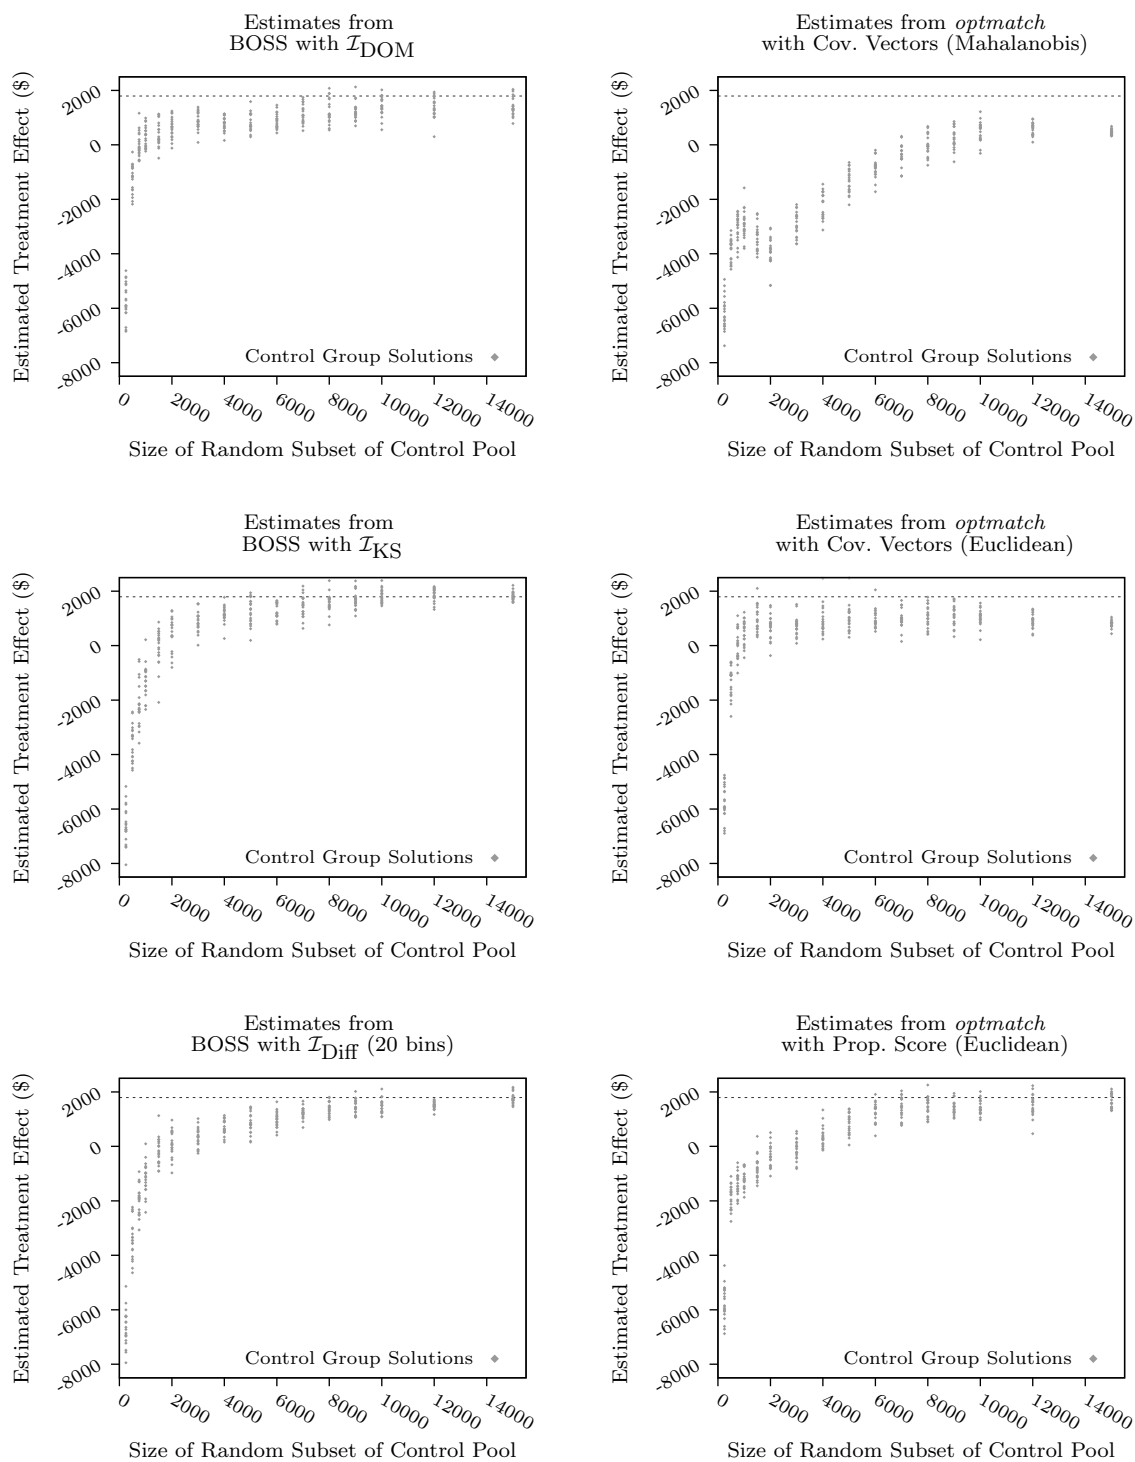 Estimates from
BOSS with ℐDOM
Estimated Treatment Effect ($)
2000
0
-2000
-4000
-6000
-8000
Control Group Solutions
0 2000 4000 6000 8000 10000 12000 14000
Size of Random Subset of Control Pool
Estimates from optmatch
with Cov. Vectors (Mahalanobis)
Estimated Treatment Effect ($)
2000
0
-2000
-4000
-6000
-8000
Control Group Solutions
0 2000 4000 6000 8000 10000 12000 14000
Size of Random Subset of Control Pool
Estimates from
BOSS with ℐKS
Estimated Treatment Effect ($)
2000
0
-2000
-4000
-6000
-8000
Control Group Solutions
0 2000 4000 6000 8000 10000 12000 14000
Size of Random Subset of Control Pool
Estimates from optmatch
with Cov. Vectors (Euclidean)
Estimated Treatment Effect ($)
2000
0
-2000
-4000
-6000
-8000
Control Group Solutions
0 2000 4000 6000 8000 10000 12000 14000
Size of Random Subset of Control Pool
Estimates from
BOSS with ℐDiff (20 bins)
Estimated Treatment Effect ($)
2000
0
-2000
-4000
-6000
-8000
Control Group Solutions
0 2000 4000 6000 8000 10000 12000 14000
Size of Random Subset of Control Pool
Estimates from optmatch
with Prop. Score (Euclidean)
Estimated Treatment Effect ($)
2000
0
-2000
-4000
-6000
-8000
Control Group Solutions
0 2000 4000 6000 8000 10000 12000 14000
Size of Random Subset of Control Pool